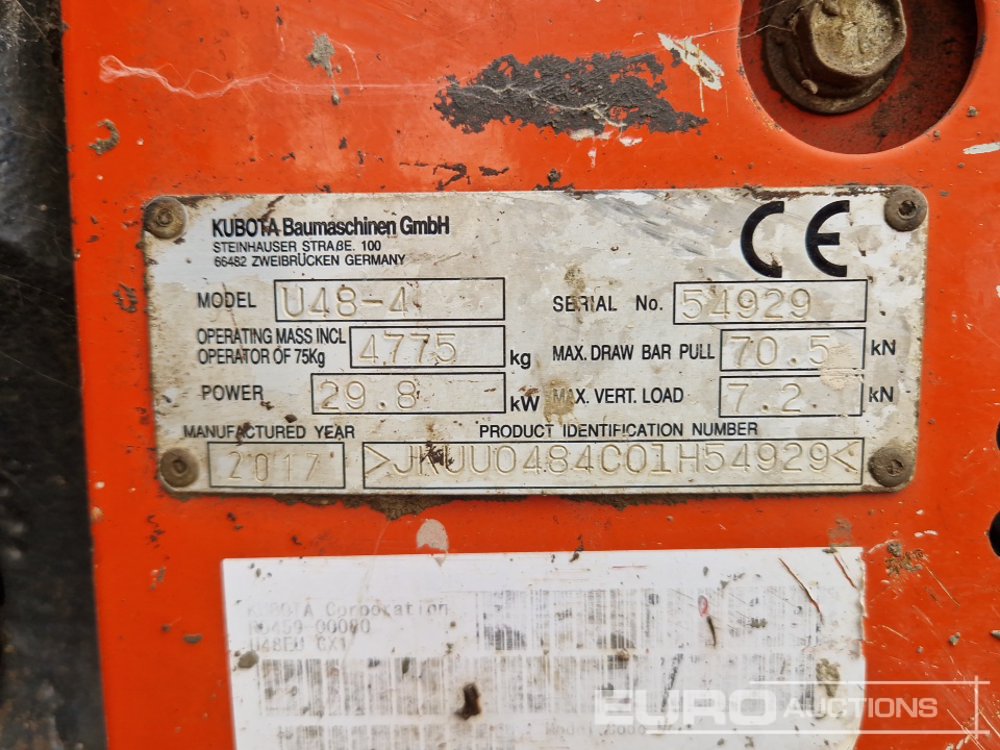 KUBOTA Baumaschinen GmbH
STEINHAUSER STRAßE. 100
66482 ZWEIBRÜCKEN GERMANY
CE
MODEL U48-4
SERIAL No. 54929
OPERATING MASS INCL
OPERATOR OF 75Kg 4775 kg
MAX. DRAW BAR PULL 70.5 kN
POWER 29.8 kW
MAX. VERT. LOAD 7.2 kN
MANUFACTURED YEAR
2017
PRODUCT IDENTIFICATION NUMBER
>JKUU0484C01H54929<
KUBOTA Corporation
U48EU
EURO AUCTIONS